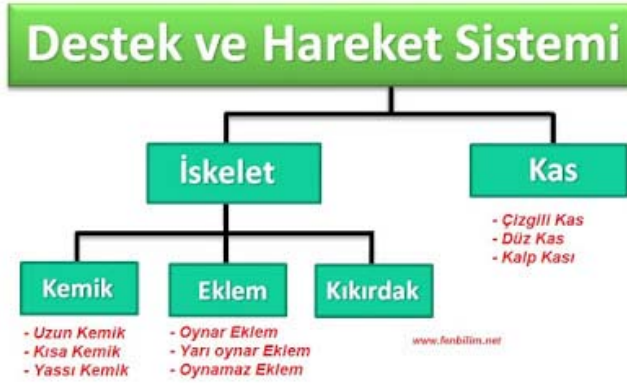 Destek ve Hareket Sistemi
İskelet
Kas
- Çizgili Kas
- Düz Kas
- Kalp Kası
Kemik
- Uzun Kemik
- Kısa Kemik
- Yassı Kemik
Eklem
- Oynar Eklem
- Yarı oynar Eklem
- Oynamaz Eklem
Kıkırdak
www.fenbilim.net